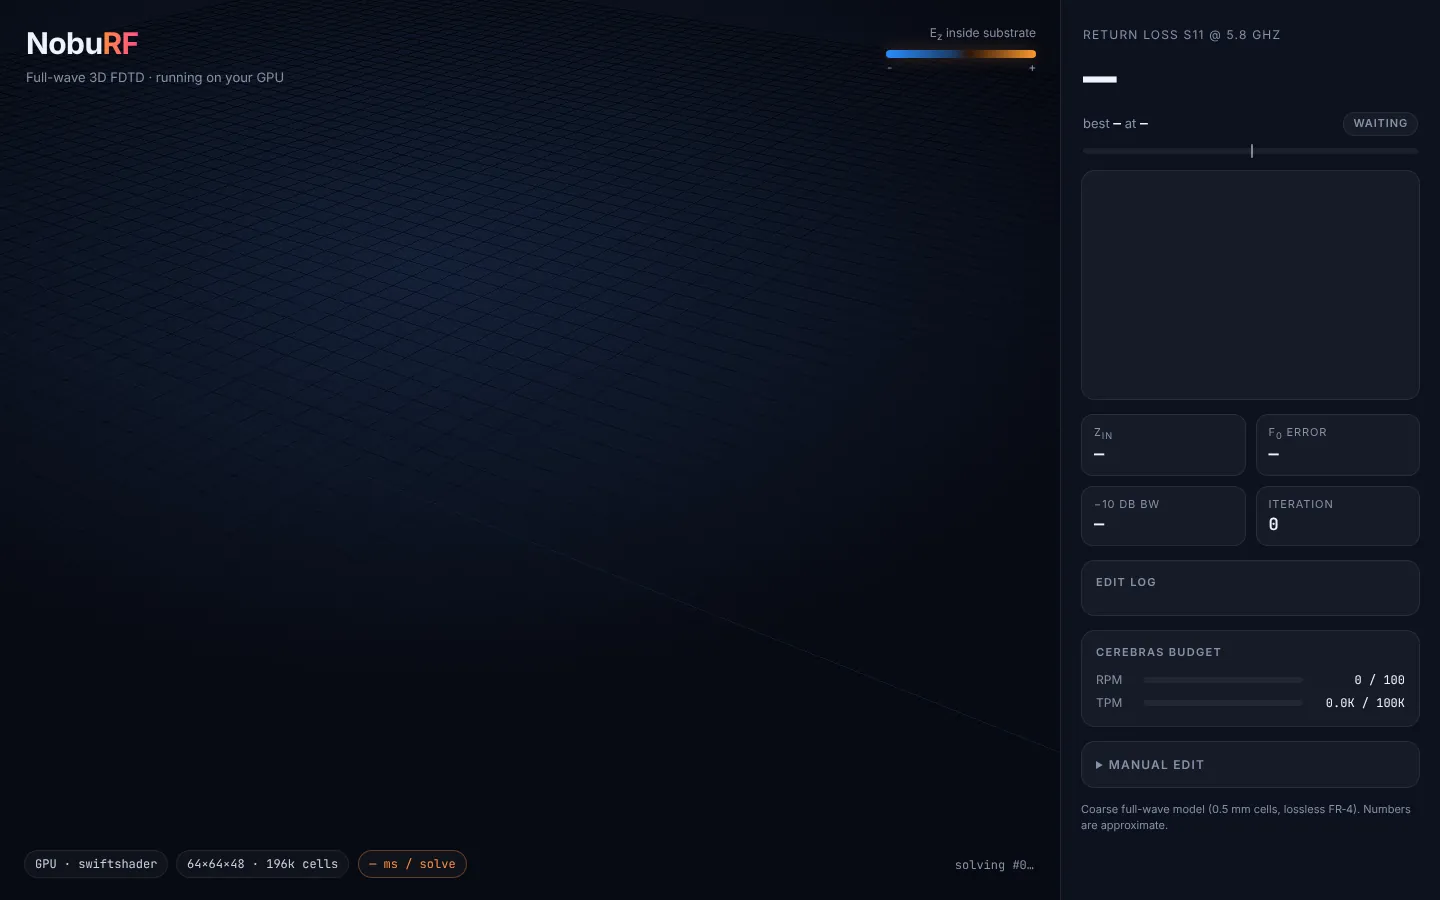 NobuRF
Full-wave 3D FDTD · running on your GPU
Ez inside substrate
- +
GPU · swiftshader
64×64×48 · 196k cells
— ms / solve
solving #0…
RETURN LOSS S11 @ 5.8 GHZ
—
best — at —
WAITING
ZIN
—
F0 ERROR
—
−10 DB BW
—
ITERATION
0
EDIT LOG
CEREBRAS BUDGET
RPM 0 / 100
TPM 0.0K / 100K
▸ MANUAL EDIT
Coarse full-wave model (0.5 mm cells, lossless FR-4). Numbers
are approximate.